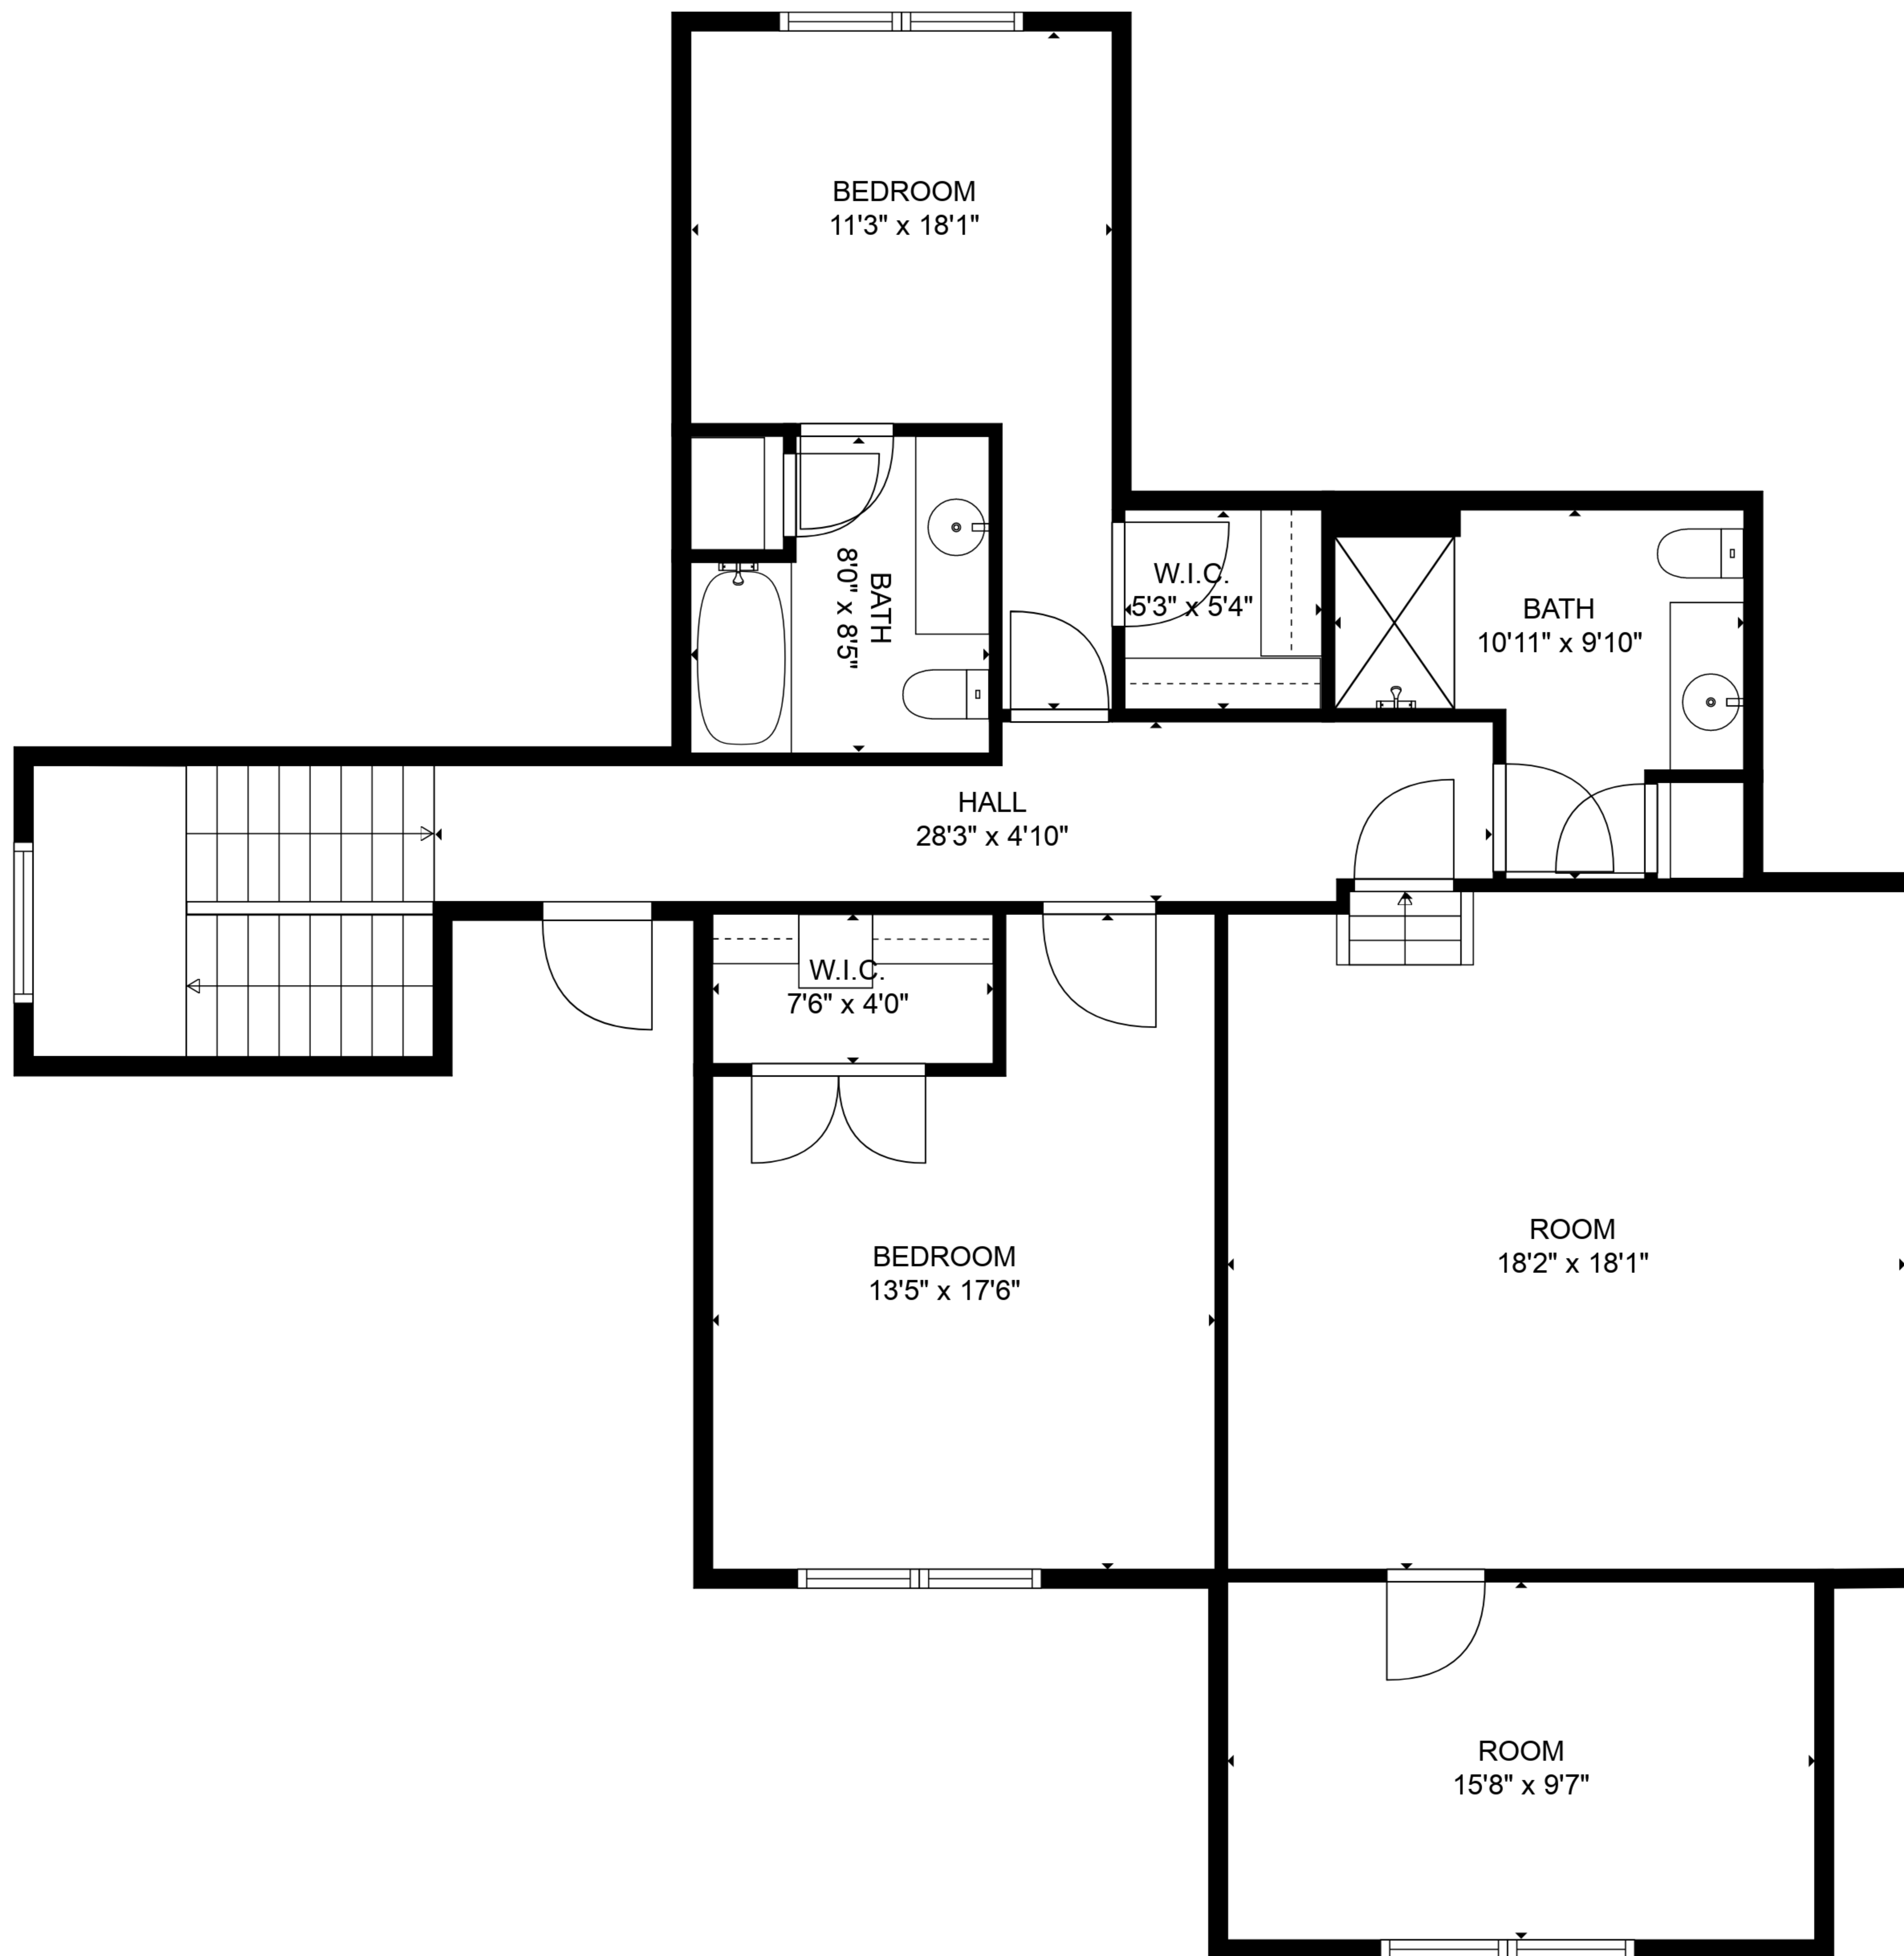 BEDROOM
11'3" x 18'1"
BATH
8'0" x 8'5"
W.I.C.
5'3" x 5'4"
BATH
10'11" x 9'10"
HALL
28'3" x 4'10"
W.I.C.
7'6" x 4'0"
BEDROOM
13'5" x 17'6"
ROOM
18'2" x 18'1"
ROOM
15'8" x 9'7"